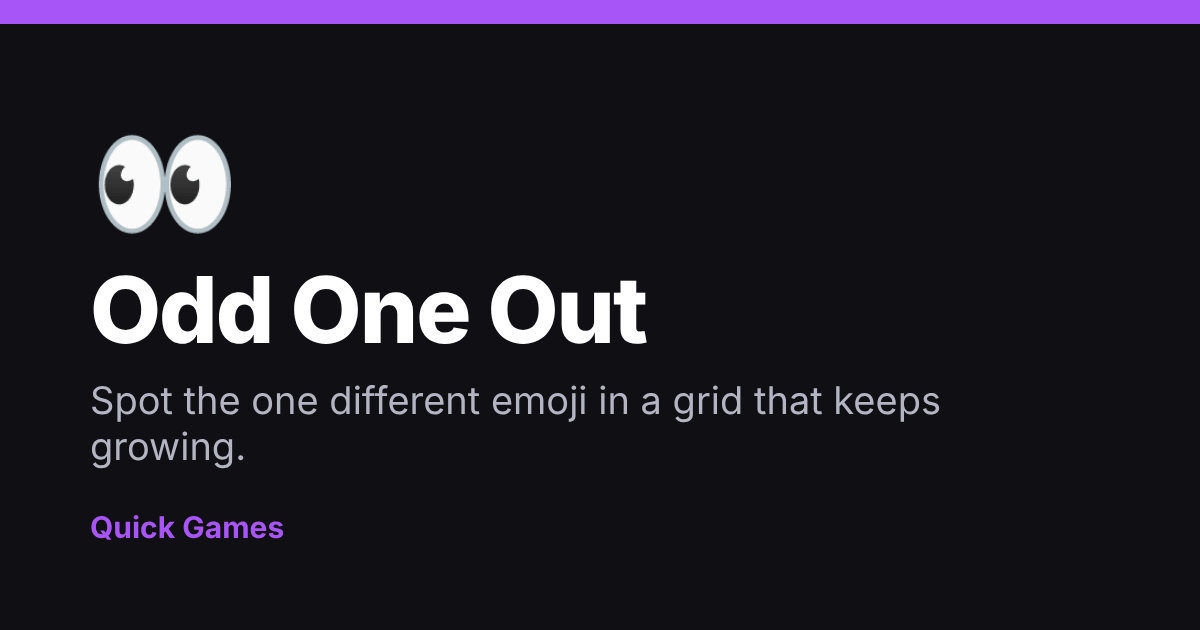 Odd One Out
Spot the one different emoji in a grid that keeps
growing.
Quick Games